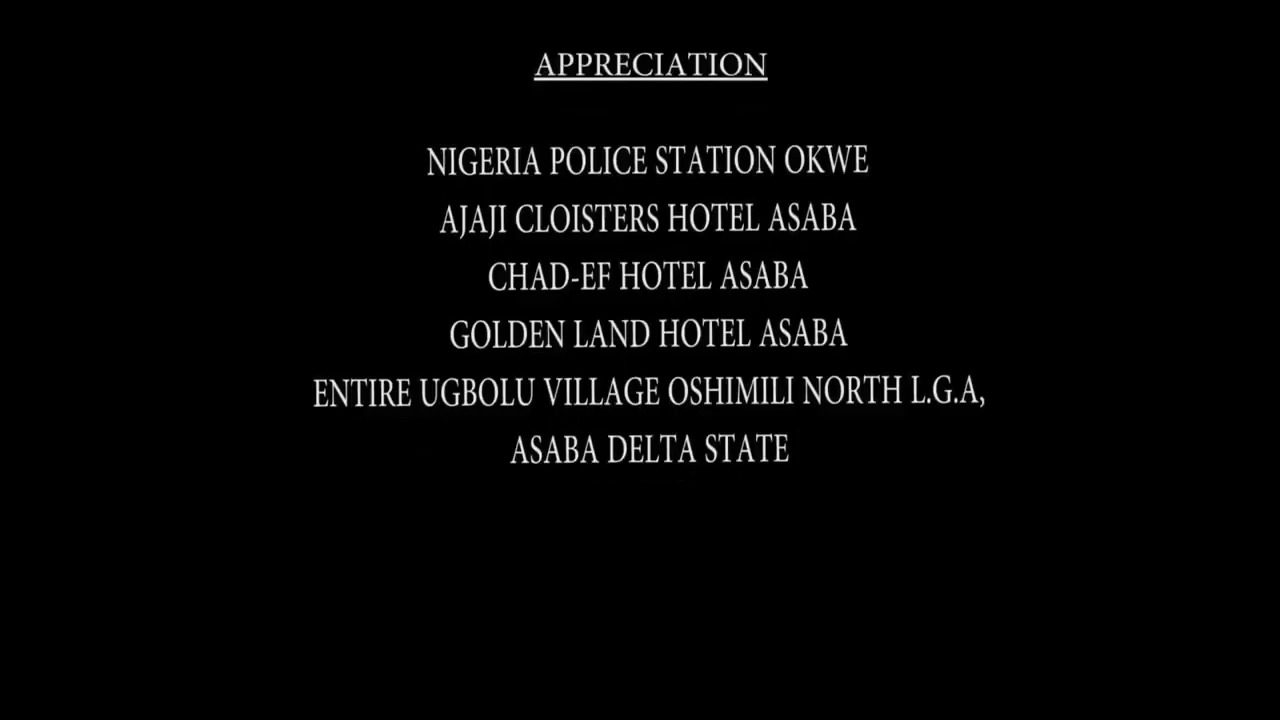 APPRECIATION
NIGERIA POLICE STATION OKWE
AJAJI CLOISTERS HOTEL ASABA
CHAD-EF HOTEL ASABA
GOLDEN LAND HOTEL ASABA
ENTIRE UGBOLU VILLAGE OSHIMILI NORTH L.G.A,
ASABA DELTA STATE